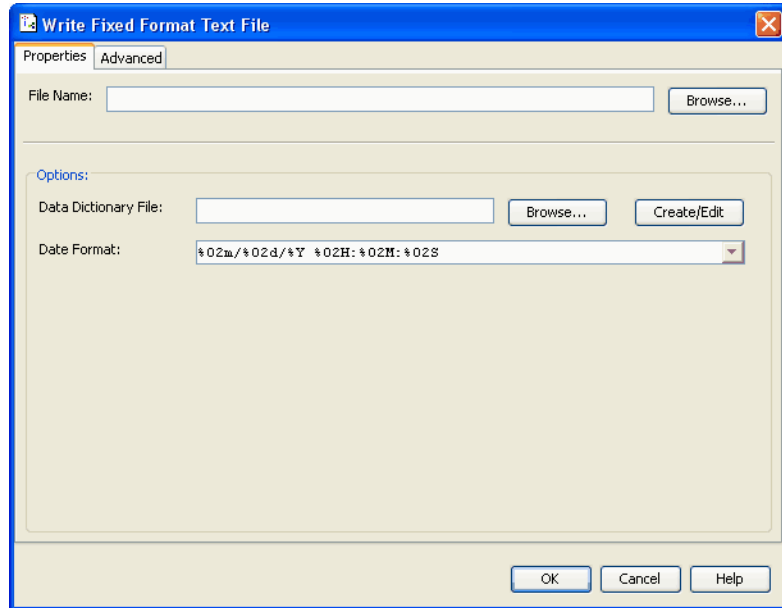 Write Fixed Format Text File
Properties Advanced
File Name: Browse...
Options:
Data Dictionary File: Browse... Create/Edit
Date Format: %02m/%02d/%Y %02H:%02M:%02S
OK Cancel Help